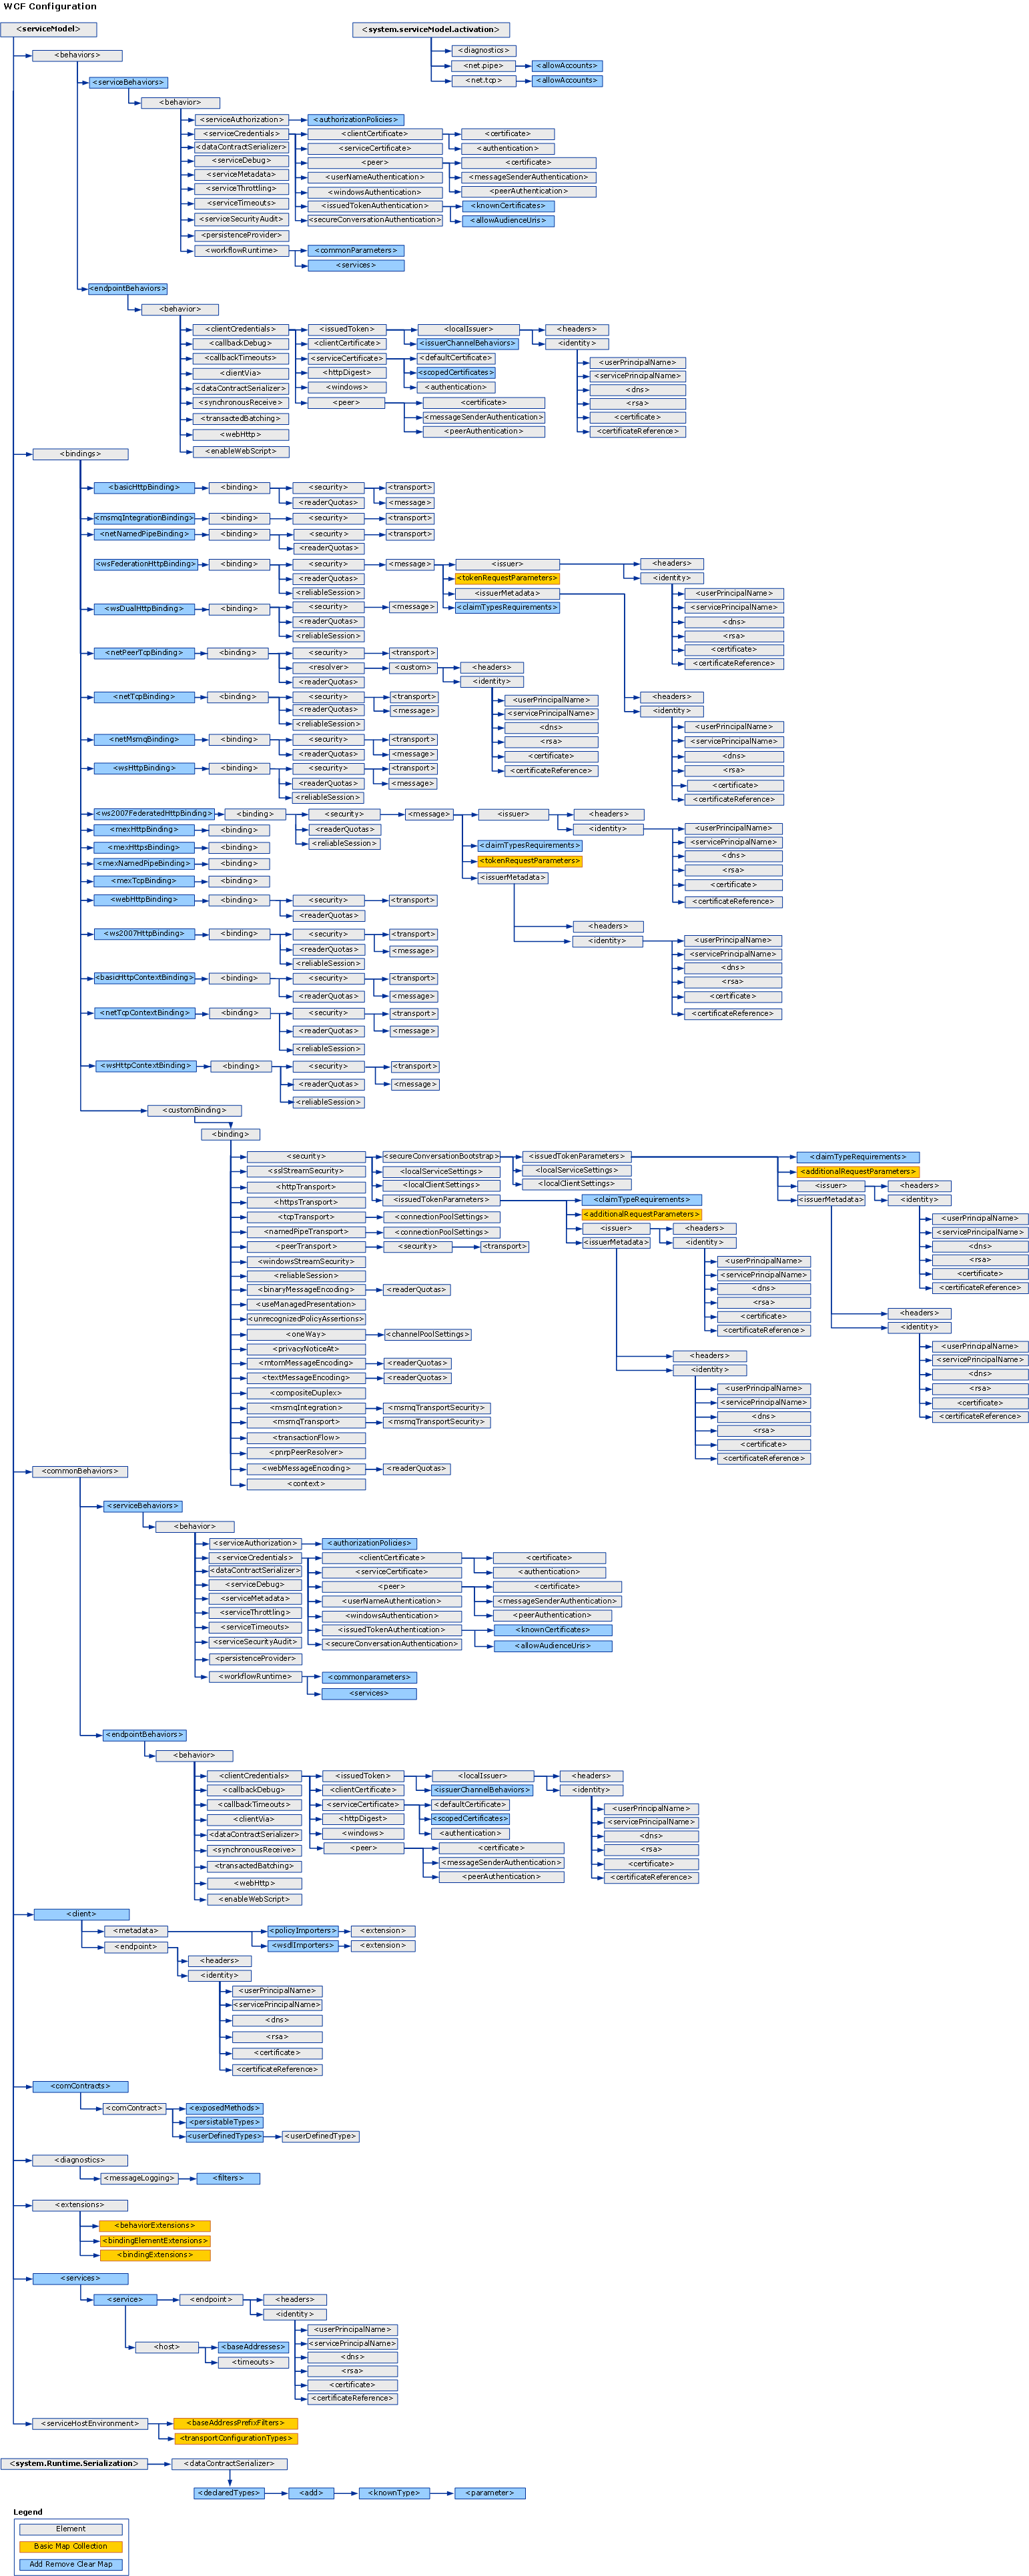 WCF Configuration
<serviceModel>
<system.serviceModel.activation>
<diagnostics>
<behaviors>
<net.pipe> <allowAccounts>
<net.tcp> <allowAccounts>
<serviceBehaviors>
<behavior>
<serviceAuthorization> <authorizationPolicies>
<serviceCredentials> <clientCertificate> <certificate>
<dataContractSerializer> <serviceCertificate> <authentication>
<serviceDebug> <peer> <certificate>
<serviceMetadata> <userNameAuthentication> <messageSenderAuthentication>
<serviceThrottling> <windowsAuthentication> <peerAuthentication>
<serviceTimeouts> <issuedTokenAuthentication> <knownCertificates>
<serviceSecurityAudit> <secureConversationAuthentication> <allowAudienceUris>
<persistenceProvider>
<workflowRuntime> <commonParameters>
<services>
<endpointBehaviors>
<behavior>
<clientCredentials> <issuedToken> <localIssuer> <headers>
<callbackDebug> <clientCertificate> <issuerChannelBehaviors> <identity>
<callbackTimeouts> <serviceCertificate> <defaultCertificate> <userPrincipalName>
<clientVia> <httpDigest> <scopedCertificates> <servicePrincipalName>
<dataContractSerializer> <windows> <authentication> <dns>
<synchronousReceive> <peer> <certificate> <rsa>
<transactedBatching> <messageSenderAuthentication> <certificate>
<webHttp> <peerAuthentication> <certificateReference>
<enableWebScript>
<bindings>
<basicHttpBinding> <binding> <security> <transport>
<readerQuotas> <message>
<msmqIntegrationBinding> <binding> <security> <transport>
<netNamedPipeBinding> <binding> <security> <transport>
<readerQuotas>
<wsFederationHttpBinding> <binding> <security> <message> <issuer> <headers>
<readerQuotas> <tokenRequestParameters> <identity>
<reliableSession> <issuerMetadata> <userPrincipalName>
<wsDualHttpBinding> <binding> <security> <message> <claimTypesRequirements> <servicePrincipalName>
<readerQuotas> <dns>
<reliableSession> <rsa>
<netPeerTcpBinding> <binding> <security> <transport> <certificate>
<resolver> <custom> <headers> <certificateReference>
<readerQuotas> <identity>
<netTcpBinding> <binding> <security> <transport> <userPrincipalName> <headers>
<readerQuotas> <message> <servicePrincipalName> <identity>
<reliableSession> <dns> <userPrincipalName>
<netMsmqBinding> <binding> <security> <transport> <rsa> <servicePrincipalName>
<readerQuotas> <message> <certificate> <dns>
<wsHttpBinding> <binding> <security> <transport> <certificateReference> <rsa>
<readerQuotas> <message> <certificate>
<reliableSession> <certificateReference>
<ws2007FederatedHttpBinding> <binding> <security> <message> <issuer> <headers>
<mexHttpBinding> <binding> <readerQuotas> <identity> <userPrincipalName>
<mexHttpsBinding> <binding> <reliableSession> <claimTypesRequirements> <servicePrincipalName>
<mexNamedPipeBinding> <binding> <tokenRequestParameters> <dns>
<rsa>
<mexTcpBinding> <binding> <issuerMetadata> <certificate>
<webHttpBinding> <binding> <security> <transport> <certificateReference>
<readerQuotas>
<headers>
<ws2007HttpBinding> <binding> <security> <transport> <identity> <userPrincipalName>
<readerQuotas> <message> <servicePrincipalName>
<reliableSession> <dns>
<basicHttpContextBinding> <binding> <security> <transport> <rsa>
<readerQuotas> <message> <certificate>
<netTcpContextBinding> <binding> <security> <transport> <certificateReference>
<readerQuotas> <message>
<reliableSession>
<wsHttpContextBinding> <binding> <security> <transport>
<readerQuotas> <message>
<reliableSession>
<customBinding>
<binding>
<security> <secureConversationBootstrap> <issuedTokenParameters> <claimTypeRequirements>
<sslStreamSecurity> <localServiceSettings> <localServiceSettings> <additionalRequestParameters>
<httpTransport> <localClientSettings> <localClientSettings> <issuer> <headers>
<httpsTransport> <issuedTokenParameters> <claimTypeRequirements> <issuerMetadata> <identity>
<tcpTransport> <connectionPoolSettings> <additionalRequestParameters> <userPrincipalName>
<namedPipeTransport> <connectionPoolSettings> <issuer> <headers> <servicePrincipalName>
<peerTransport> <security> <transport> <issuerMetadata> <identity> <dns>
<windowsStreamSecurity> <userPrincipalName> <rsa>
<reliableSession> <servicePrincipalName> <certificate>
<binaryMessageEncoding> <readerQuotas> <dns> <certificateReference>
<useManagedPresentation> <rsa>
<unrecognizedPolicyAssertions> <certificate> <headers>
<oneWay> <channelPoolSettings> <certificateReference> <identity>
<privacyNoticeAt> <headers> <userPrincipalName>
<mtomMessageEncoding> <readerQuotas> <identity> <servicePrincipalName>
<textMessageEncoding> <readerQuotas> <dns>
<compositeDuplex> <userPrincipalName> <rsa>
<msmqIntegration> <msmqTransportSecurity> <servicePrincipalName> <certificate>
<msmqTransport> <msmqTransportSecurity> <dns> <certificateReference>
<transactionFlow> <rsa>
<pnrpPeerResolver> <certificate>
<webMessageEncoding> <readerQuotas> <certificateReference>
<context>
<commonBehaviors>
<serviceBehaviors>
<behavior>
<serviceAuthorization> <authorizationPolicies>
<serviceCredentials> <clientCertificate> <certificate>
<dataContractSerializer> <serviceCertificate> <authentication>
<serviceDebug> <peer> <certificate>
<serviceMetadata> <userNameAuthentication> <messageSenderAuthentication>
<serviceThrottling> <windowsAuthentication> <peerAuthentication>
<serviceTimeouts> <issuedTokenAuthentication> <knownCertificates>
<serviceSecurityAudit> <secureConversationAuthentication> <allowAudienceUris>
<persistenceProvider>
<workflowRuntime> <commonparameters>
<services>
<endpointBehaviors>
<behavior>
<clientCredentials> <issuedToken> <localIssuer> <headers>
<callbackDebug> <clientCertificate> <issuerChannelBehaviors> <identity>
<callbackTimeouts> <serviceCertificate> <defaultCertificate> <userPrincipalName>
<clientVia> <httpDigest> <scopedCertificates> <servicePrincipalName>
<dataContractSerializer> <windows> <authentication> <dns>
<synchronousReceive> <peer> <certificate> <rsa>
<transactedBatching> <messageSenderAuthentication> <certificate>
<webHttp> <peerAuthentication> <certificateReference>
<enableWebScript>
<client>
<metadata> <policyImporters> <extension>
<endpoint> <wsdlImporters> <extension>
<headers>
<identity>
<userPrincipalName>
<servicePrincipalName>
<dns>
<rsa>
<certificate>
<certificateReference>
<comContracts>
<comContract> <exposedMethods>
<persistableTypes>
<userDefinedTypes> <userDefinedType>
<diagnostics>
<messageLogging> <filters>
<extensions>
<behaviorExtensions>
<bindingElementExtensions>
<bindingExtensions>
<services>
<service> <endpoint> <headers>
<identity>
<userPrincipalName>
<host> <baseAddresses> <servicePrincipalName>
<timeouts> <dns>
<rsa>
<certificate>
<certificateReference>
<serviceHostEnvironment> <baseAddressPrefixFilters>
<transportConfigurationTypes>
<system.Runtime.Serialization> <dataContractSerializer>
<declaredTypes> <add> <knownType> <parameter>
Legend
Element
Basic Map Collection
Add Remove Clear Map